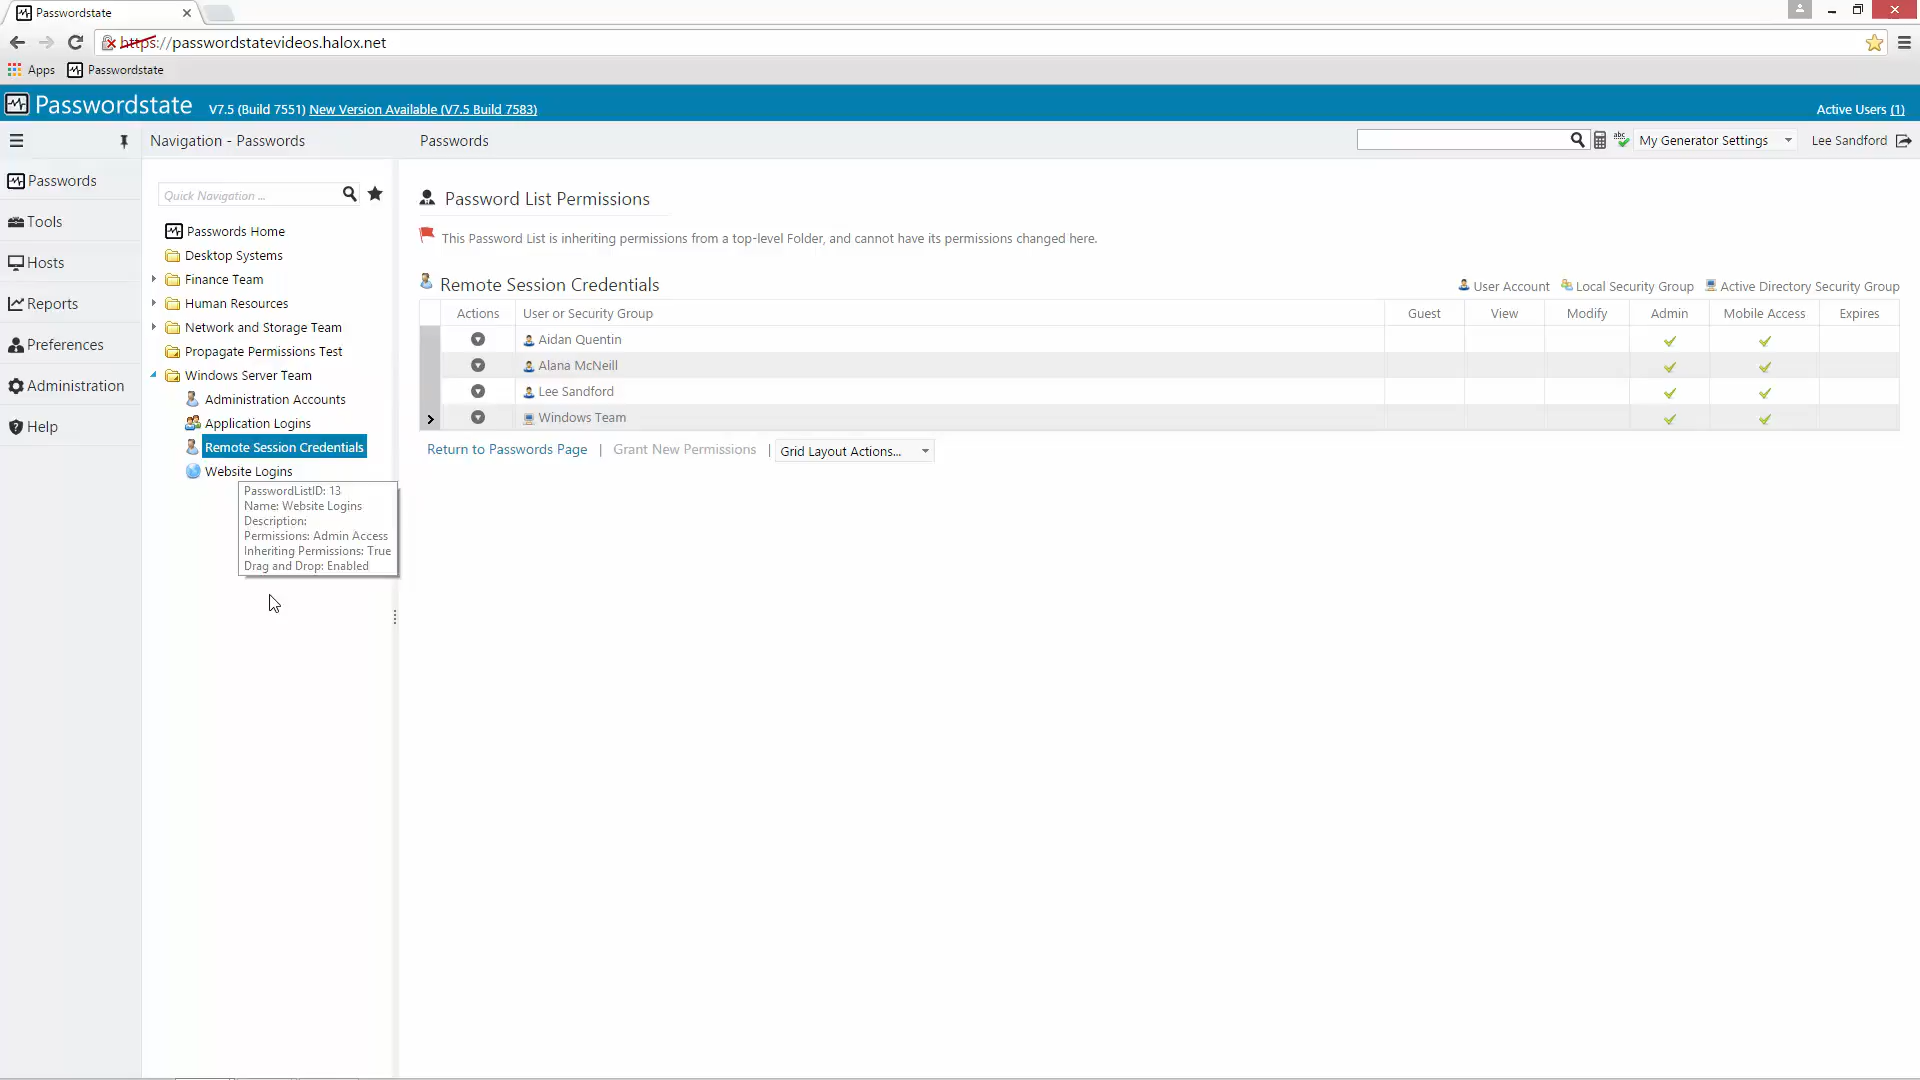 Passwordstate
https://passwordstatevideos.halox.net
Apps Passwordstate
Passwordstate V7.5 (Build 7551) New Version Available (V7.5 Build 7583) Active Users (1)
Navigation - Passwords Passwords abc My Generator Settings Lee Sandford
Passwords
Tools
Hosts
Reports
Preferences
Administration
Help
Quick Navigation ...
Passwords Home
Desktop Systems
Finance Team
Human Resources
Network and Storage Team
Propagate Permissions Test
Windows Server Team
Administration Accounts
Application Logins
Remote Session Credentials
Website Logins
PasswordListID: 13
Name: Website Logins
Description:
Permissions: Admin Access
Inheriting Permissions: True
Drag and Drop: Enabled
Password List Permissions
This Password List is inheriting permissions from a top-level Folder, and cannot have its permissions changed here.
Remote Session Credentials User Account Local Security Group Active Directory Security Group
Actions User or Security Group Guest View Modify Admin Mobile Access Expires
Aidan Quentin
Alana McNeill
Lee Sandford
Windows Team
Return to Passwords Page | Grant New Permissions | Grid Layout Actions...